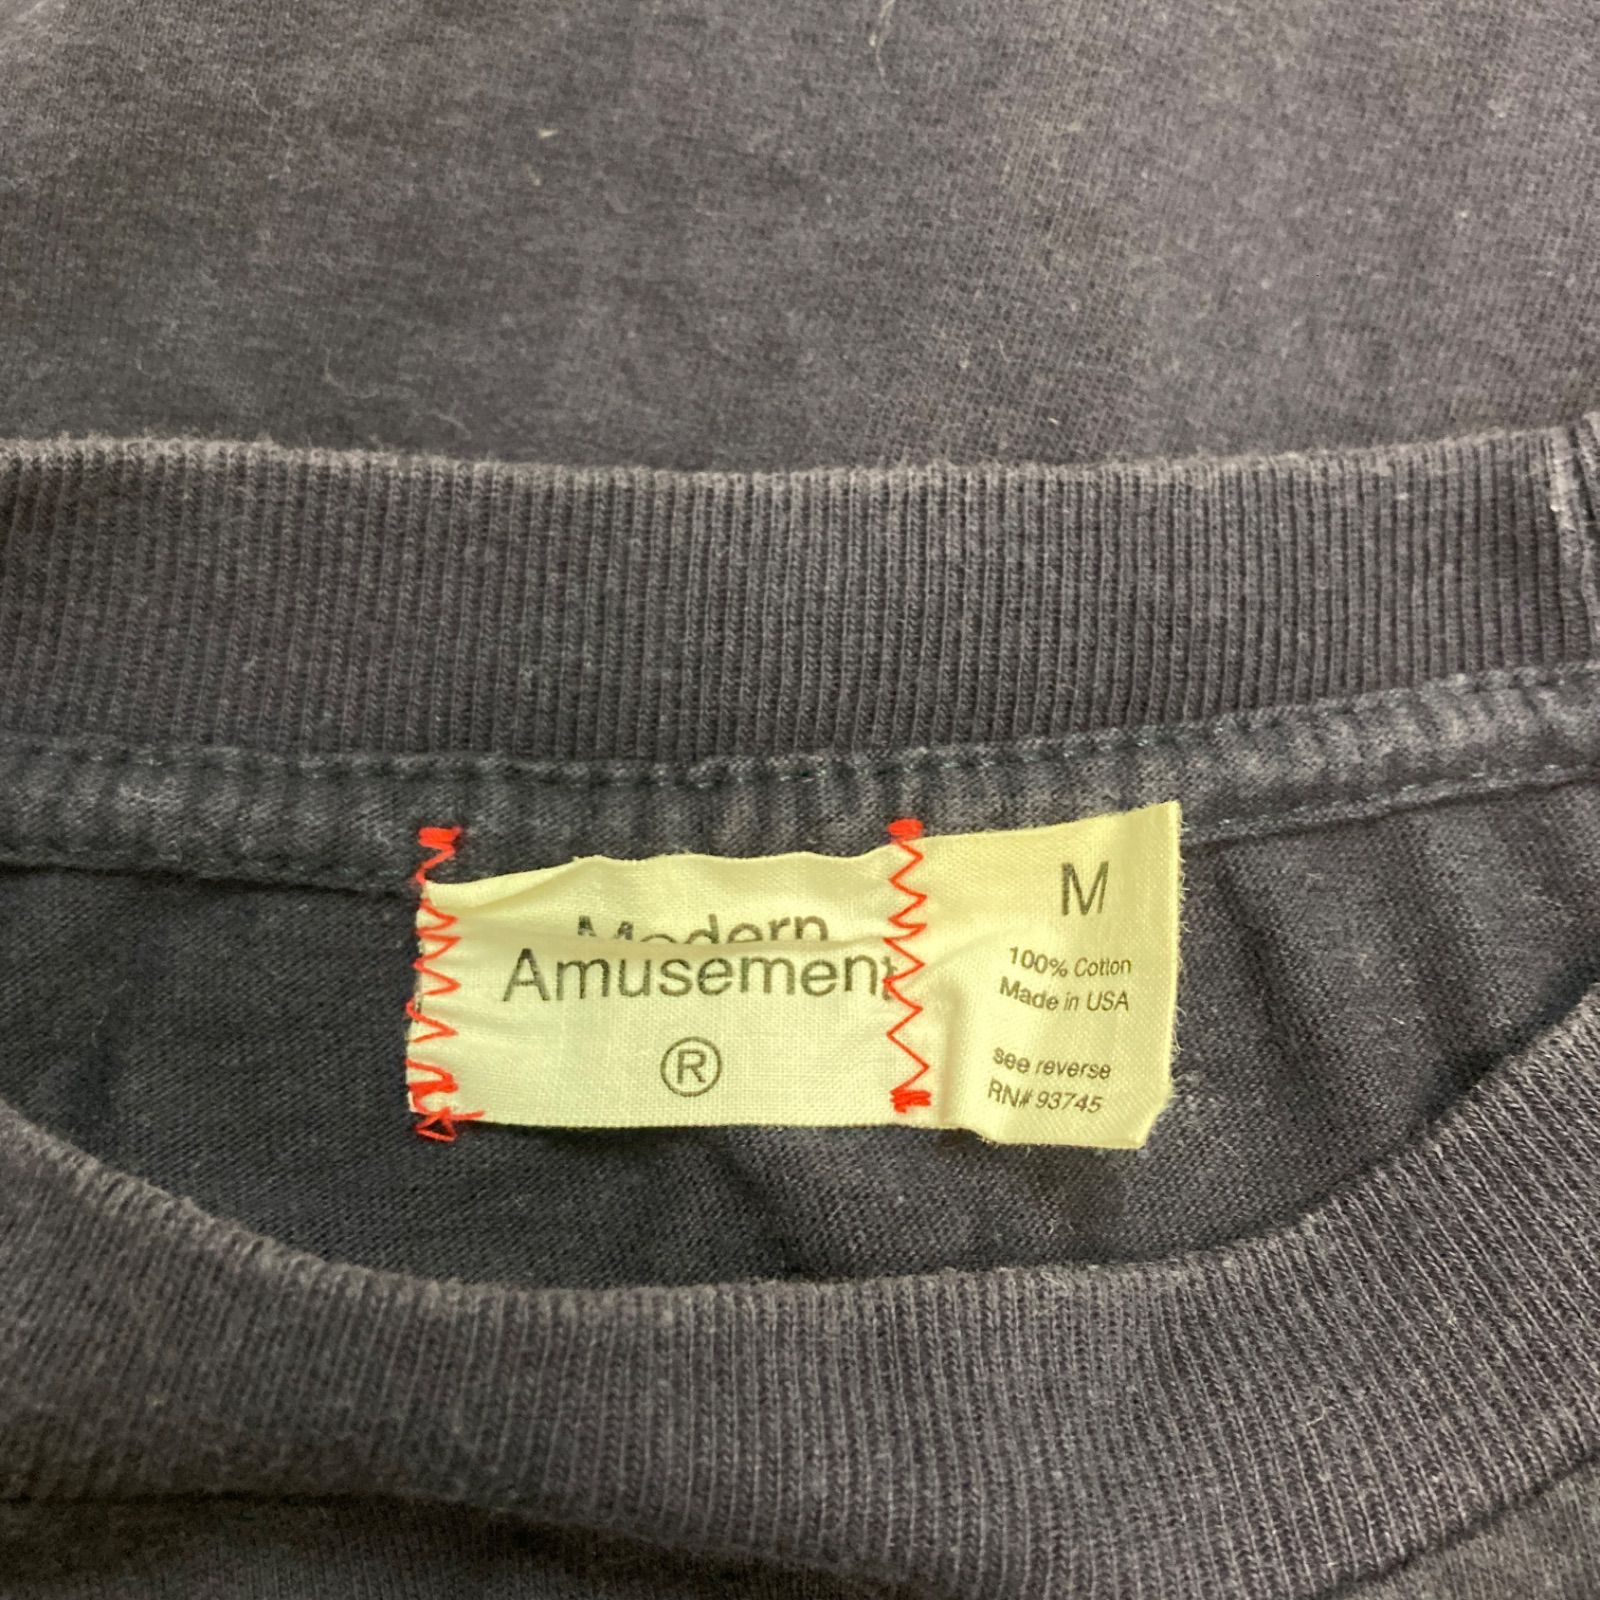 Modern
Amusement
®
M
100% Cotton
Made in USA
see reverse
RN# 93745